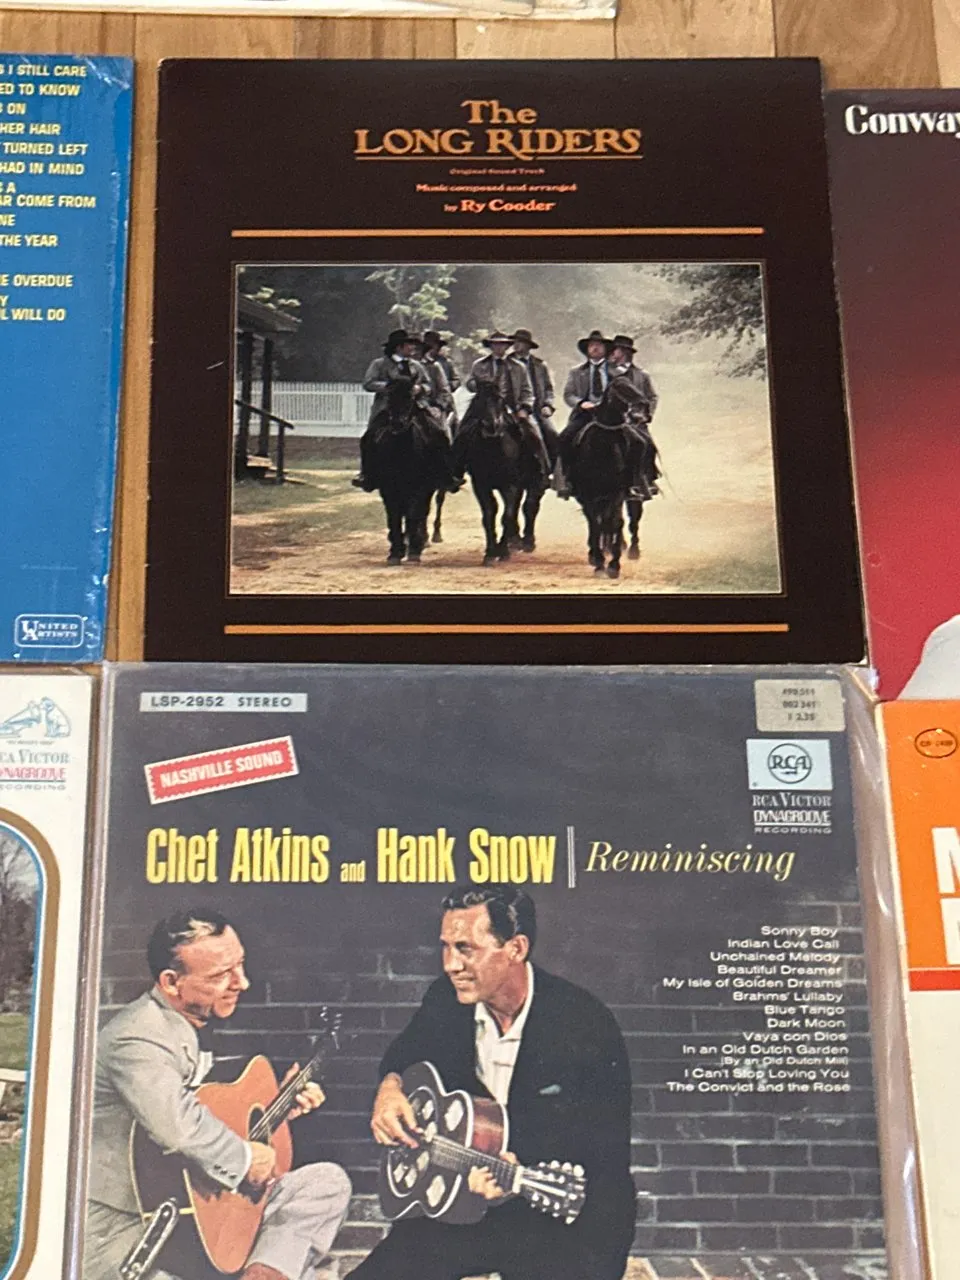 I STILL CARE
ED TO KNOW
ON
HER HAIR
TURNED LEFT
HAD IN MIND
A
AR COME FROM
NE
THE YEAR
E OVERDUE
Y
L WILL DO
UNITED
ARTISTS
The
LONG RIDERS
Original Sound Track
Music composed and arranged
by Ry Cooder
Conway
CA VICTOR
DYNAGROOVE
RECORDING
LSP-2952 STEREO
NASHVILLE SOUND
RCA
RCA VICTOR
DYNAGROOVE
RECORDING
Chet Atkins and Hank Snow Reminiscing
Sonny Boy
Indian Love Call
Unchained Melody
Beautiful Dreamer
My Isle of Golden Dreams
Brahms' Lullaby
Blue Tango
Dark Moon
Vaya con Dios
In an Old Dutch Garden
(By an Old Dutch Mill)
I Can't Stop Loving You
The Convict and the Rose